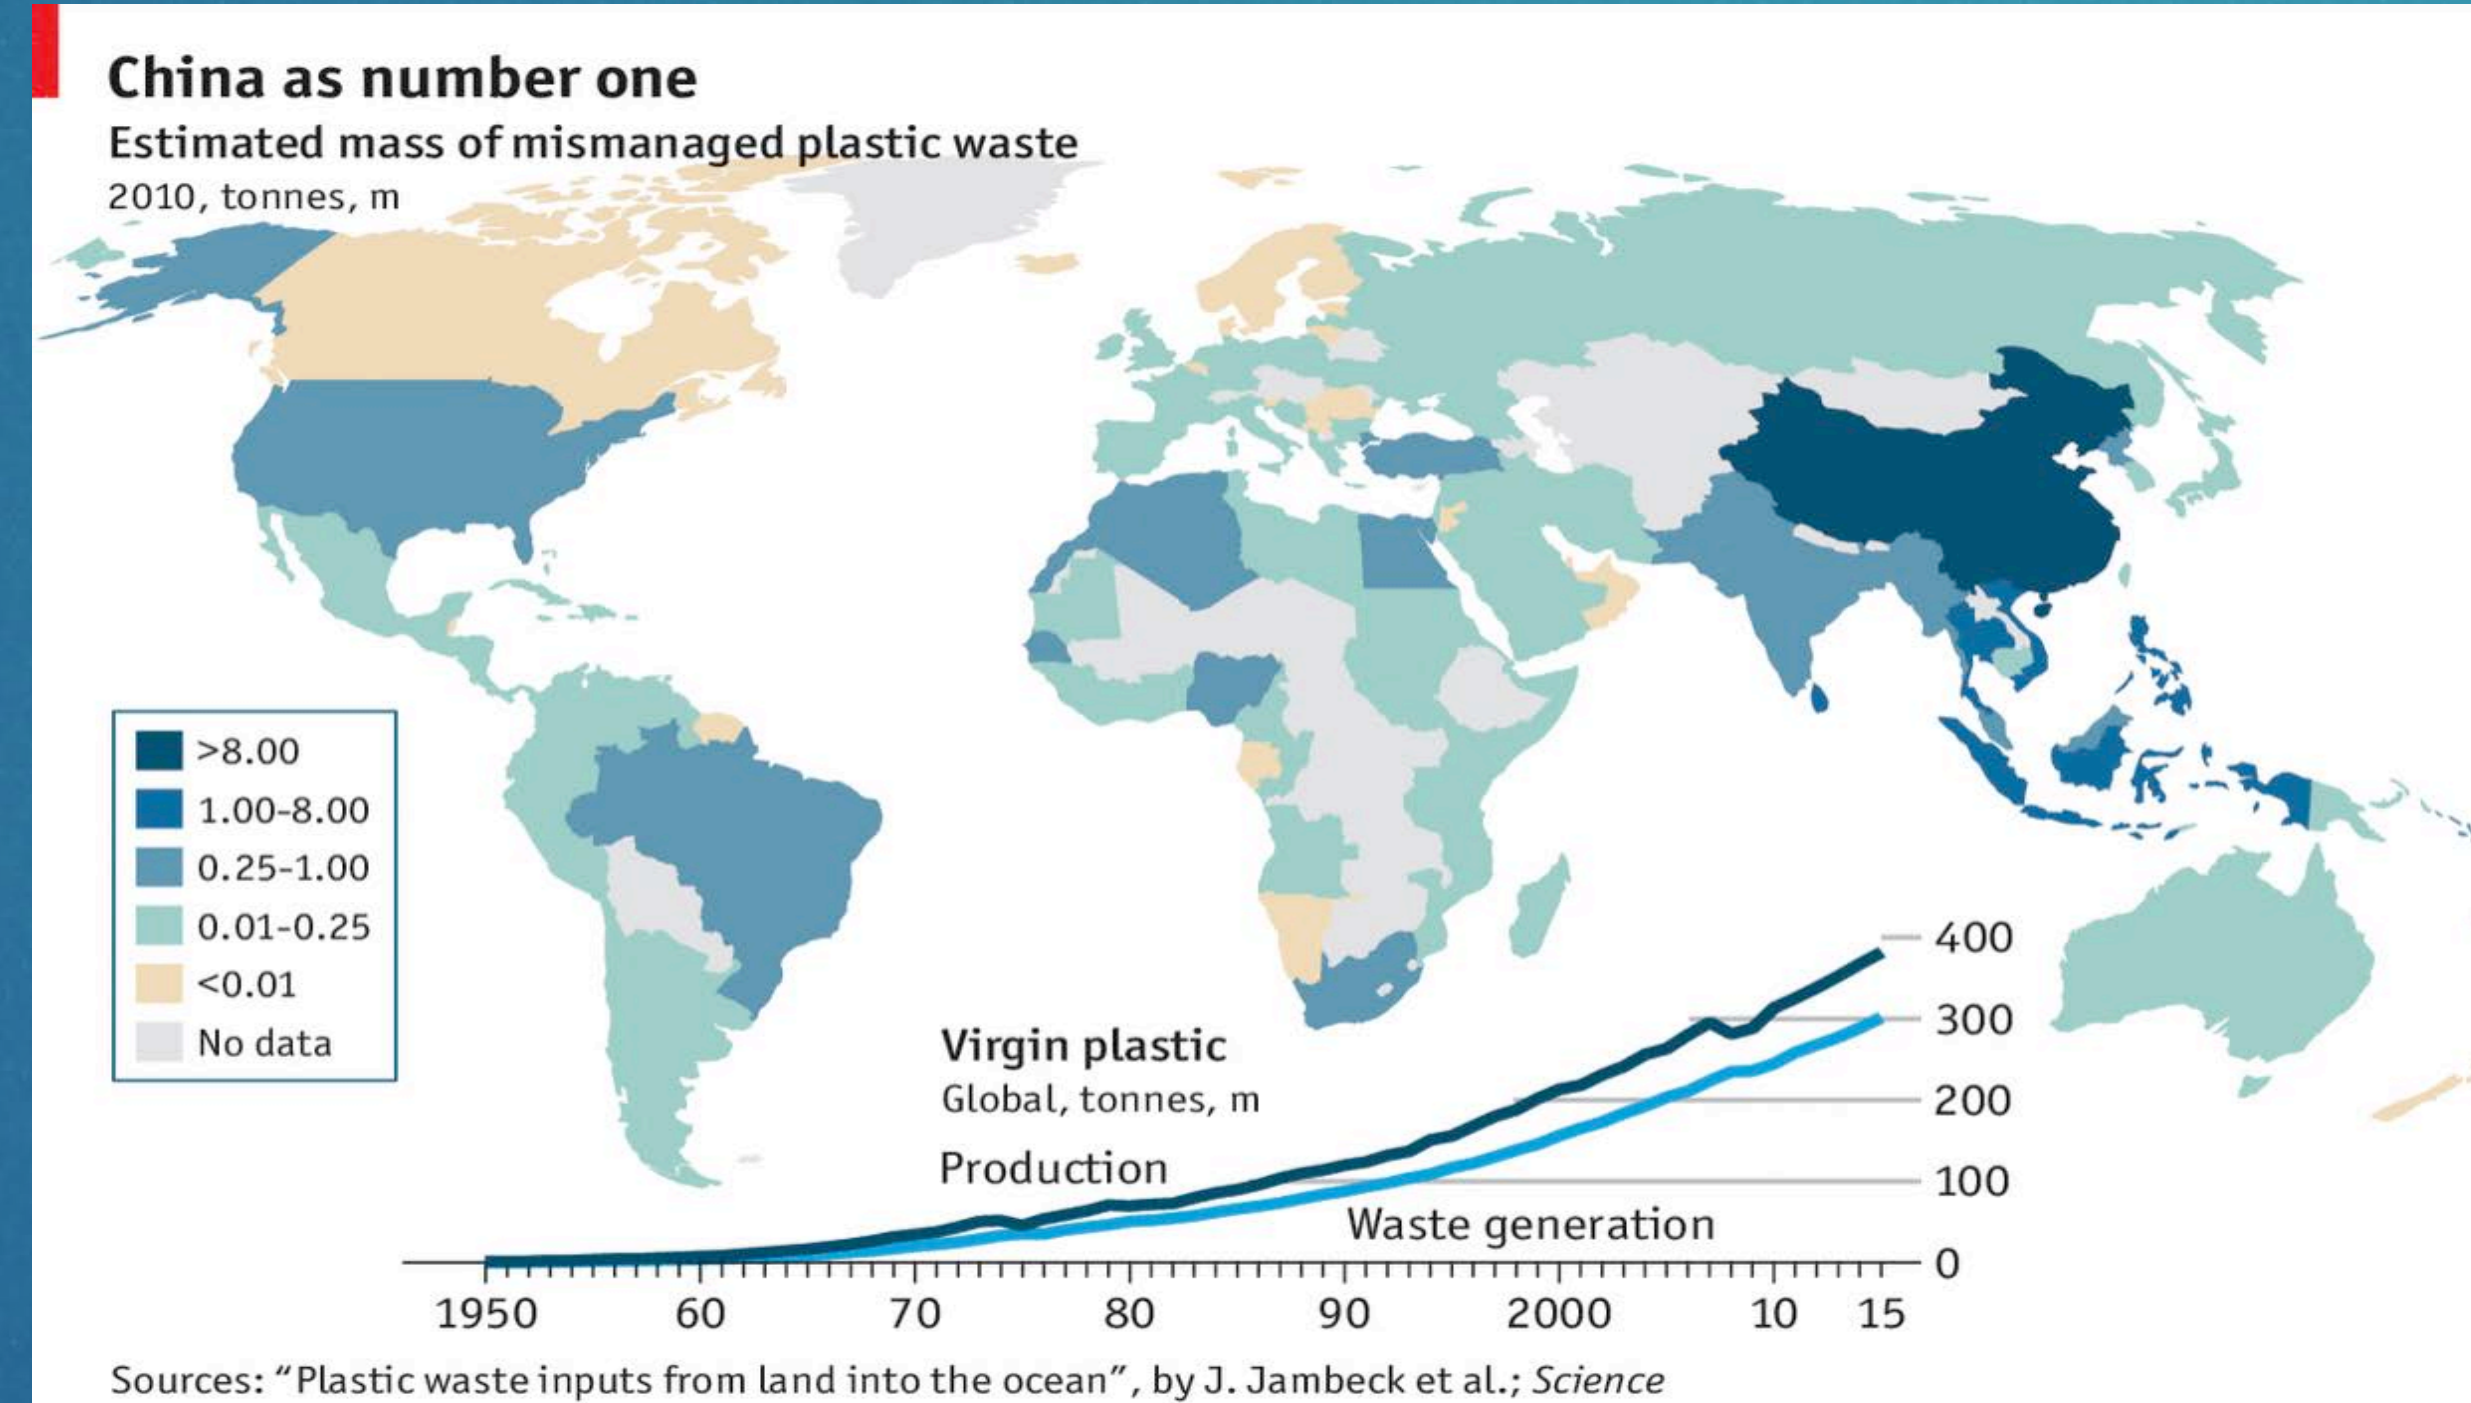 China as number one
Estimated mass of mismanaged plastic waste
2010, tonnes, m
>8.00
1.00-8.00
0.25-1.00
0.01-0.25
<0.01
No data
Virgin plastic
Global, tonnes, m
Production
Waste generation
400
300
200
100
0
1950 60 70 80 90 2000 10 15
Sources: “Plastic waste inputs from land into the ocean”, by J. Jambeck et al.; Science